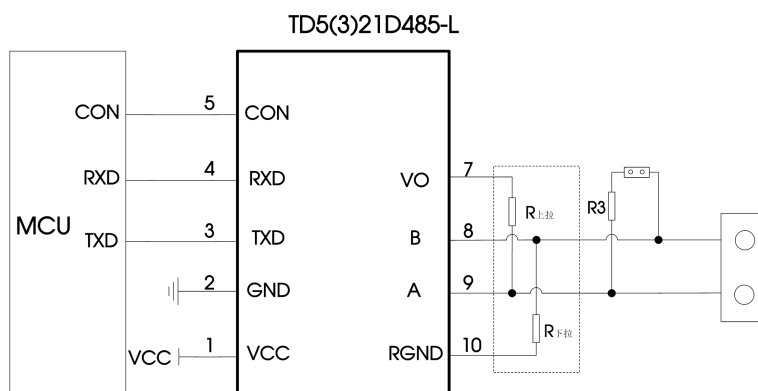 TD5(3)21D485-L
CON 5 CON
RXD 4 RXD VO 7
R上拉 R3
MCU TXD 3 TXD B 8
2 GND A 9
R下拉
VCC 1 VCC RGND 10